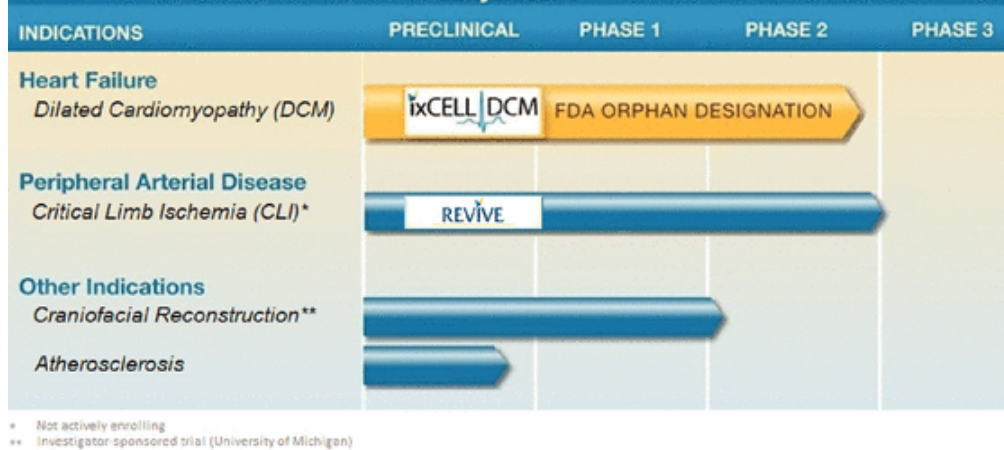 INDICATIONS PRECLINICAL PHASE 1 PHASE 2 PHASE 3
Heart Failure
Dilated Cardiomyopathy (DCM) ixCELL DCM FDA ORPHAN DESIGNATION
Peripheral Arterial Disease
Critical Limb Ischemia (CLI)* REVIVE
Other Indications
Craniofacial Reconstruction**
Atherosclerosis
* Not actively enrolling
** Investigator-sponsored trial (University of Michigan)